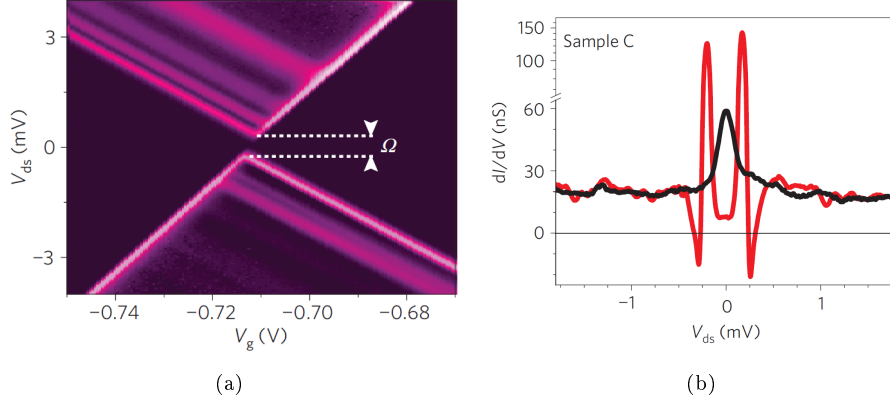 3
0
−3
V_ds (mV)
Ω
−0.74
−0.72
−0.70
−0.68
V_g (V)
(a)
Sample C
150
100
60
30
0
dI/dV (nS)
−1
0
1
V_ds (mV)
(b)